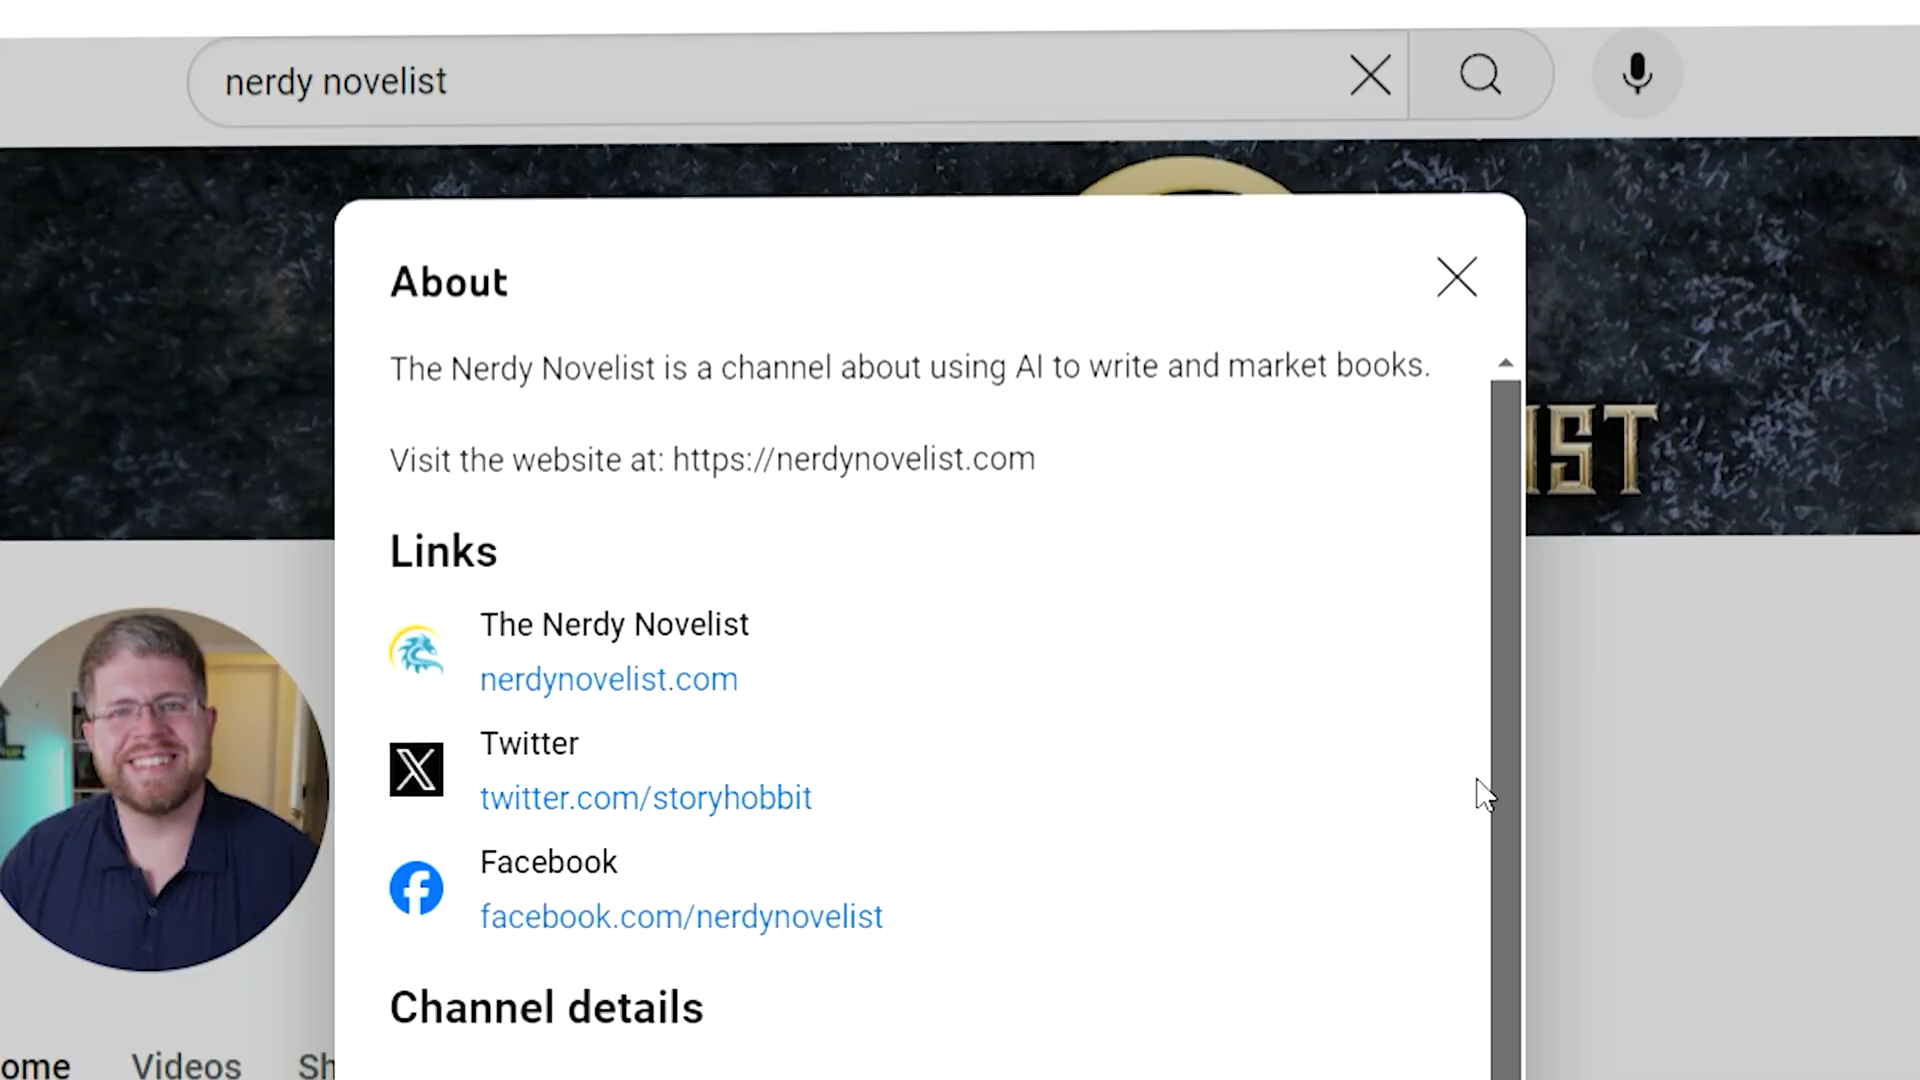 nerdy novelist
About
The Nerdy Novelist is a channel about using AI to write and market books.
Visit the website at: https://nerdynovelist.com
IST
Links
The Nerdy Novelist
nerdynovelist.com
Twitter
twitter.com/storyhobbit
Facebook
facebook.com/nerdynovelist
Channel details
ome Videos Sh